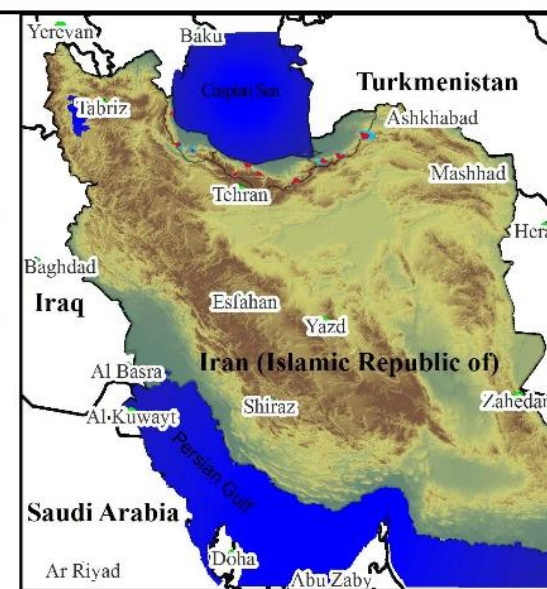 Yerevan
Baku
Caspian Sea
Turkmenistan
Tabriz
Ashkhabad
Mashhad
Tehran
Baghdad
Iraq
Esfahan
Yazd
Iran (Islamic Republic of)
Al Basra
Zahedan
Al-Kuwayt
Shiraz
Persian Gulf
Saudi Arabia
Doha
Ar Riyad
Abu Zaby